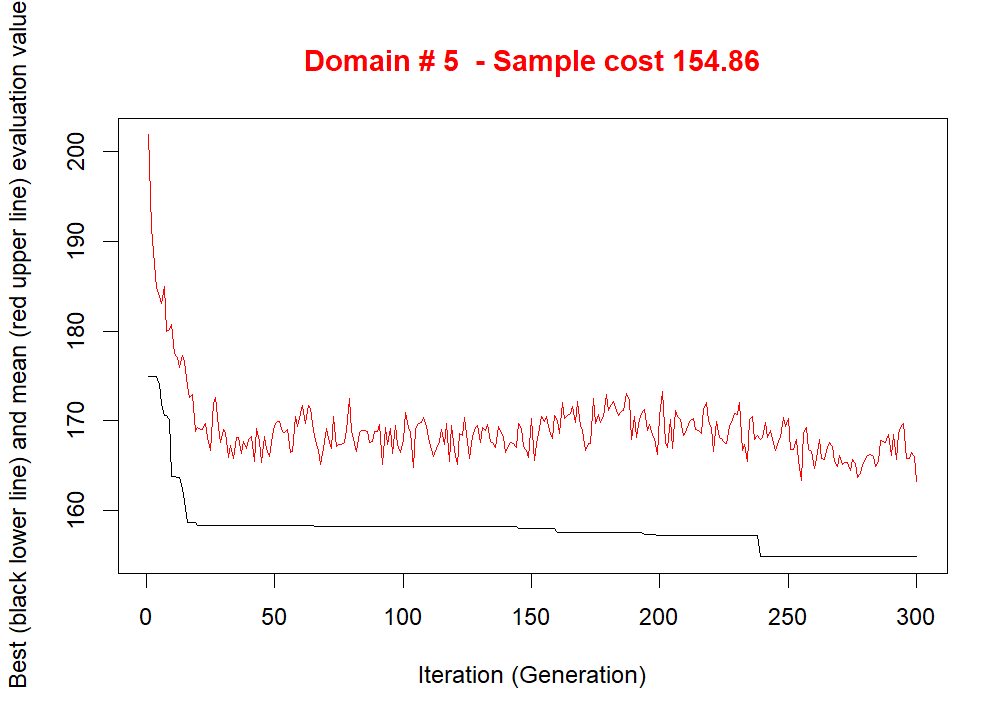 Domain # 5  - Sample cost 154.86
Best (black lower line) and mean (red upper line) evaluation value
200
190
180
170
160
0 50 100 150 200 250 300
Iteration (Generation)